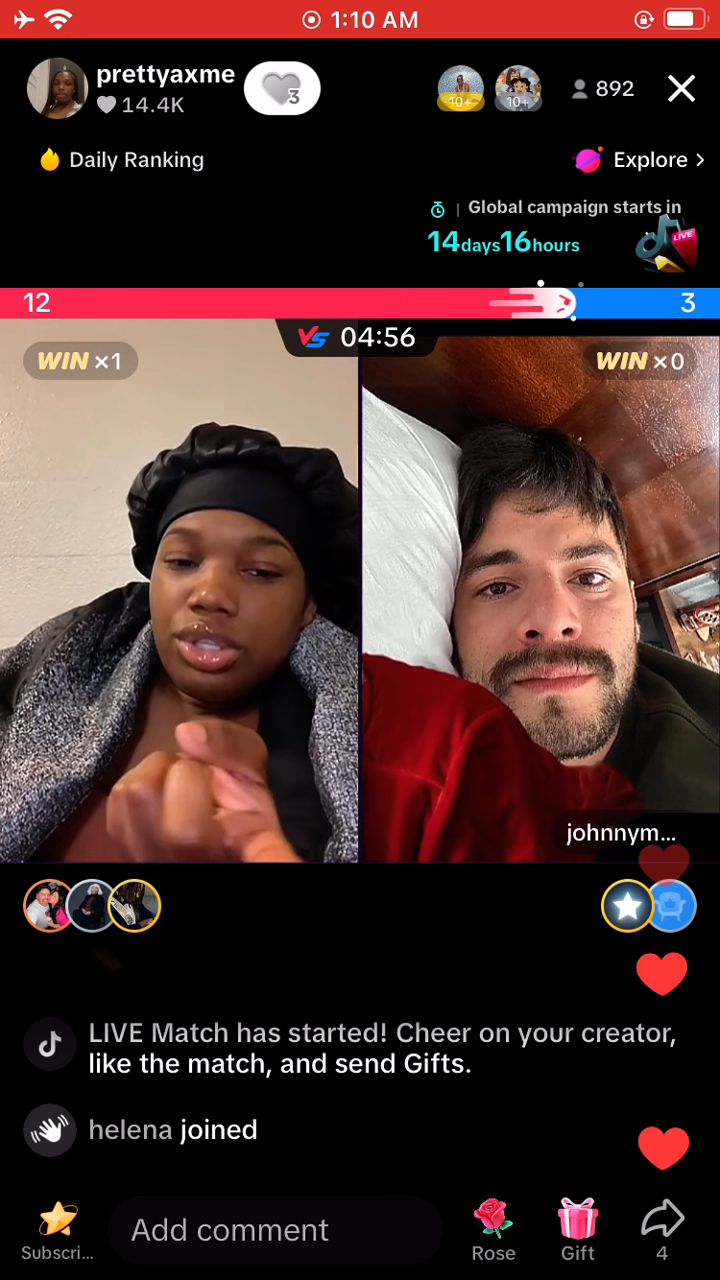 1:10 AM
prettyaxme
14.4K
3
10+
10+
892
Daily Ranking
Explore
Global campaign starts in
14days16hours
LIVE
12
3
VS 04:56
WIN ×1
WIN ×0
johnnym...
LIVE Match has started! Cheer on your creator,
like the match, and send Gifts.
helena joined
Add comment
Subscri...
Rose
Gift
4